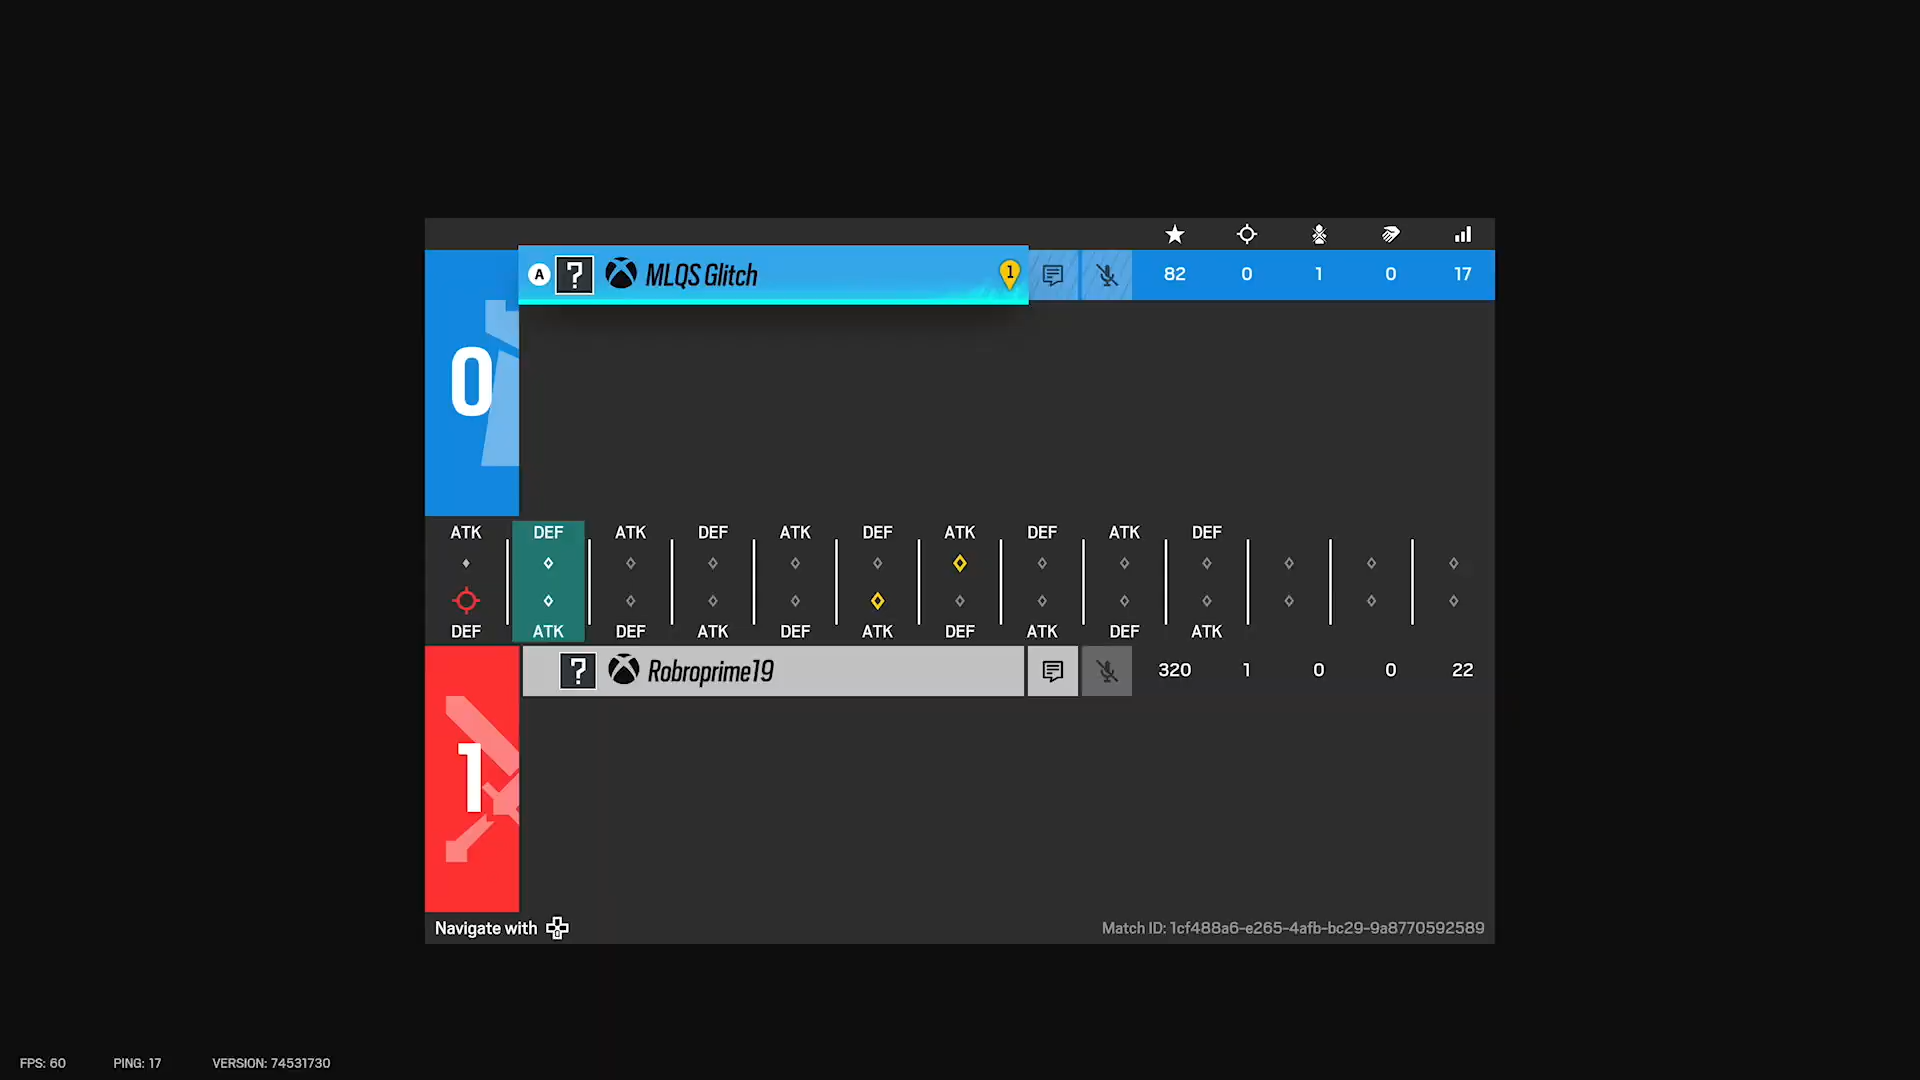 A ? MLQS Glitch 1 82 0 1 0 17
0
ATK DEF ATK DEF ATK DEF ATK DEF ATK DEF
DEF ATK DEF ATK DEF ATK DEF ATK DEF ATK
? Robroprime19 320 1 0 0 22
1
Navigate with
Match ID: 1cf488a6-e265-4afb-bc29-9a8770592589
FPS: 60 PING: 17 VERSION: 74531730